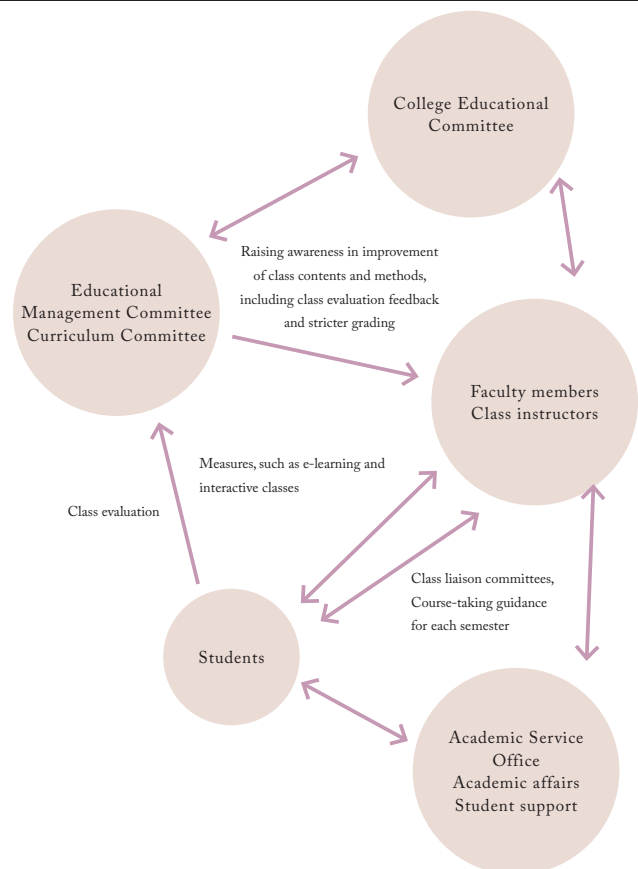 College Educational
Committee
Educational
Management Committee
Curriculum Committee
Raising awareness in improvement
of class contents and methods,
including class evaluation feedback
and stricter grading
Faculty members
Class instructors
Measures, such as e-learning and
interactive classes
Class evaluation
Class liaison committees,
Course-taking guidance
for each semester
Students
Academic Service
Office
Academic affairs
Student support